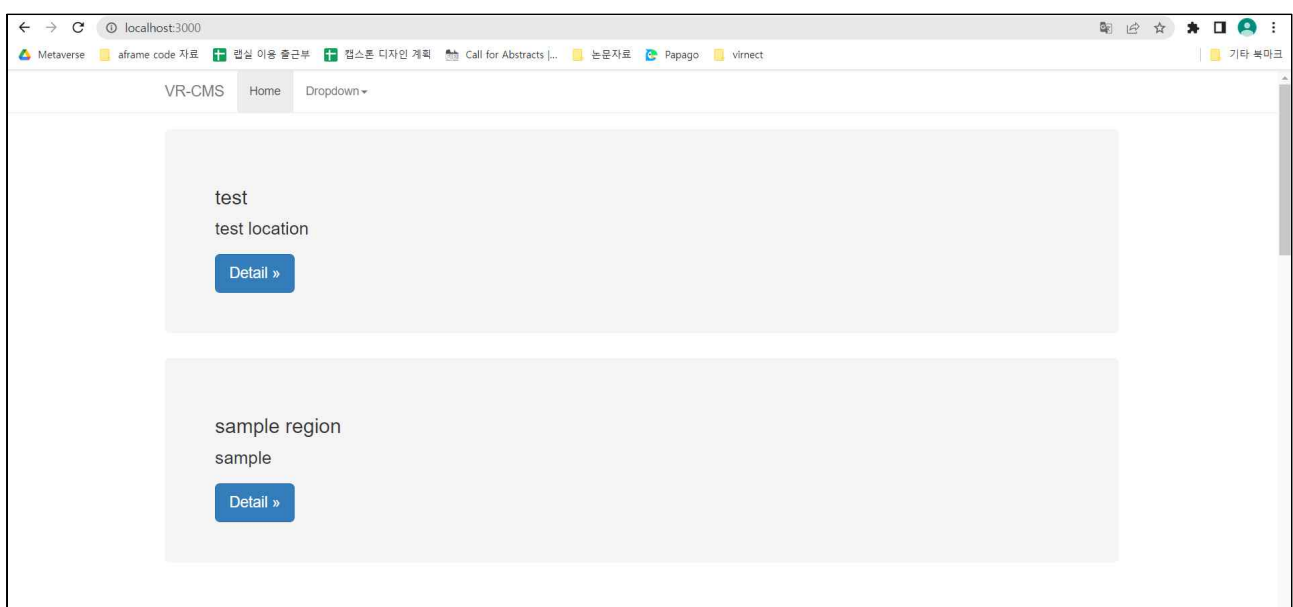 localhost:3000
Metaverse aframe code 자료 랩실 이용 출근부 캡스톤 디자인 계획 Call for Abstracts |... 논문자료 Papago virnect 기타 북마크
VR-CMS Home Dropdown
test
test location
Detail »
sample region
sample
Detail »